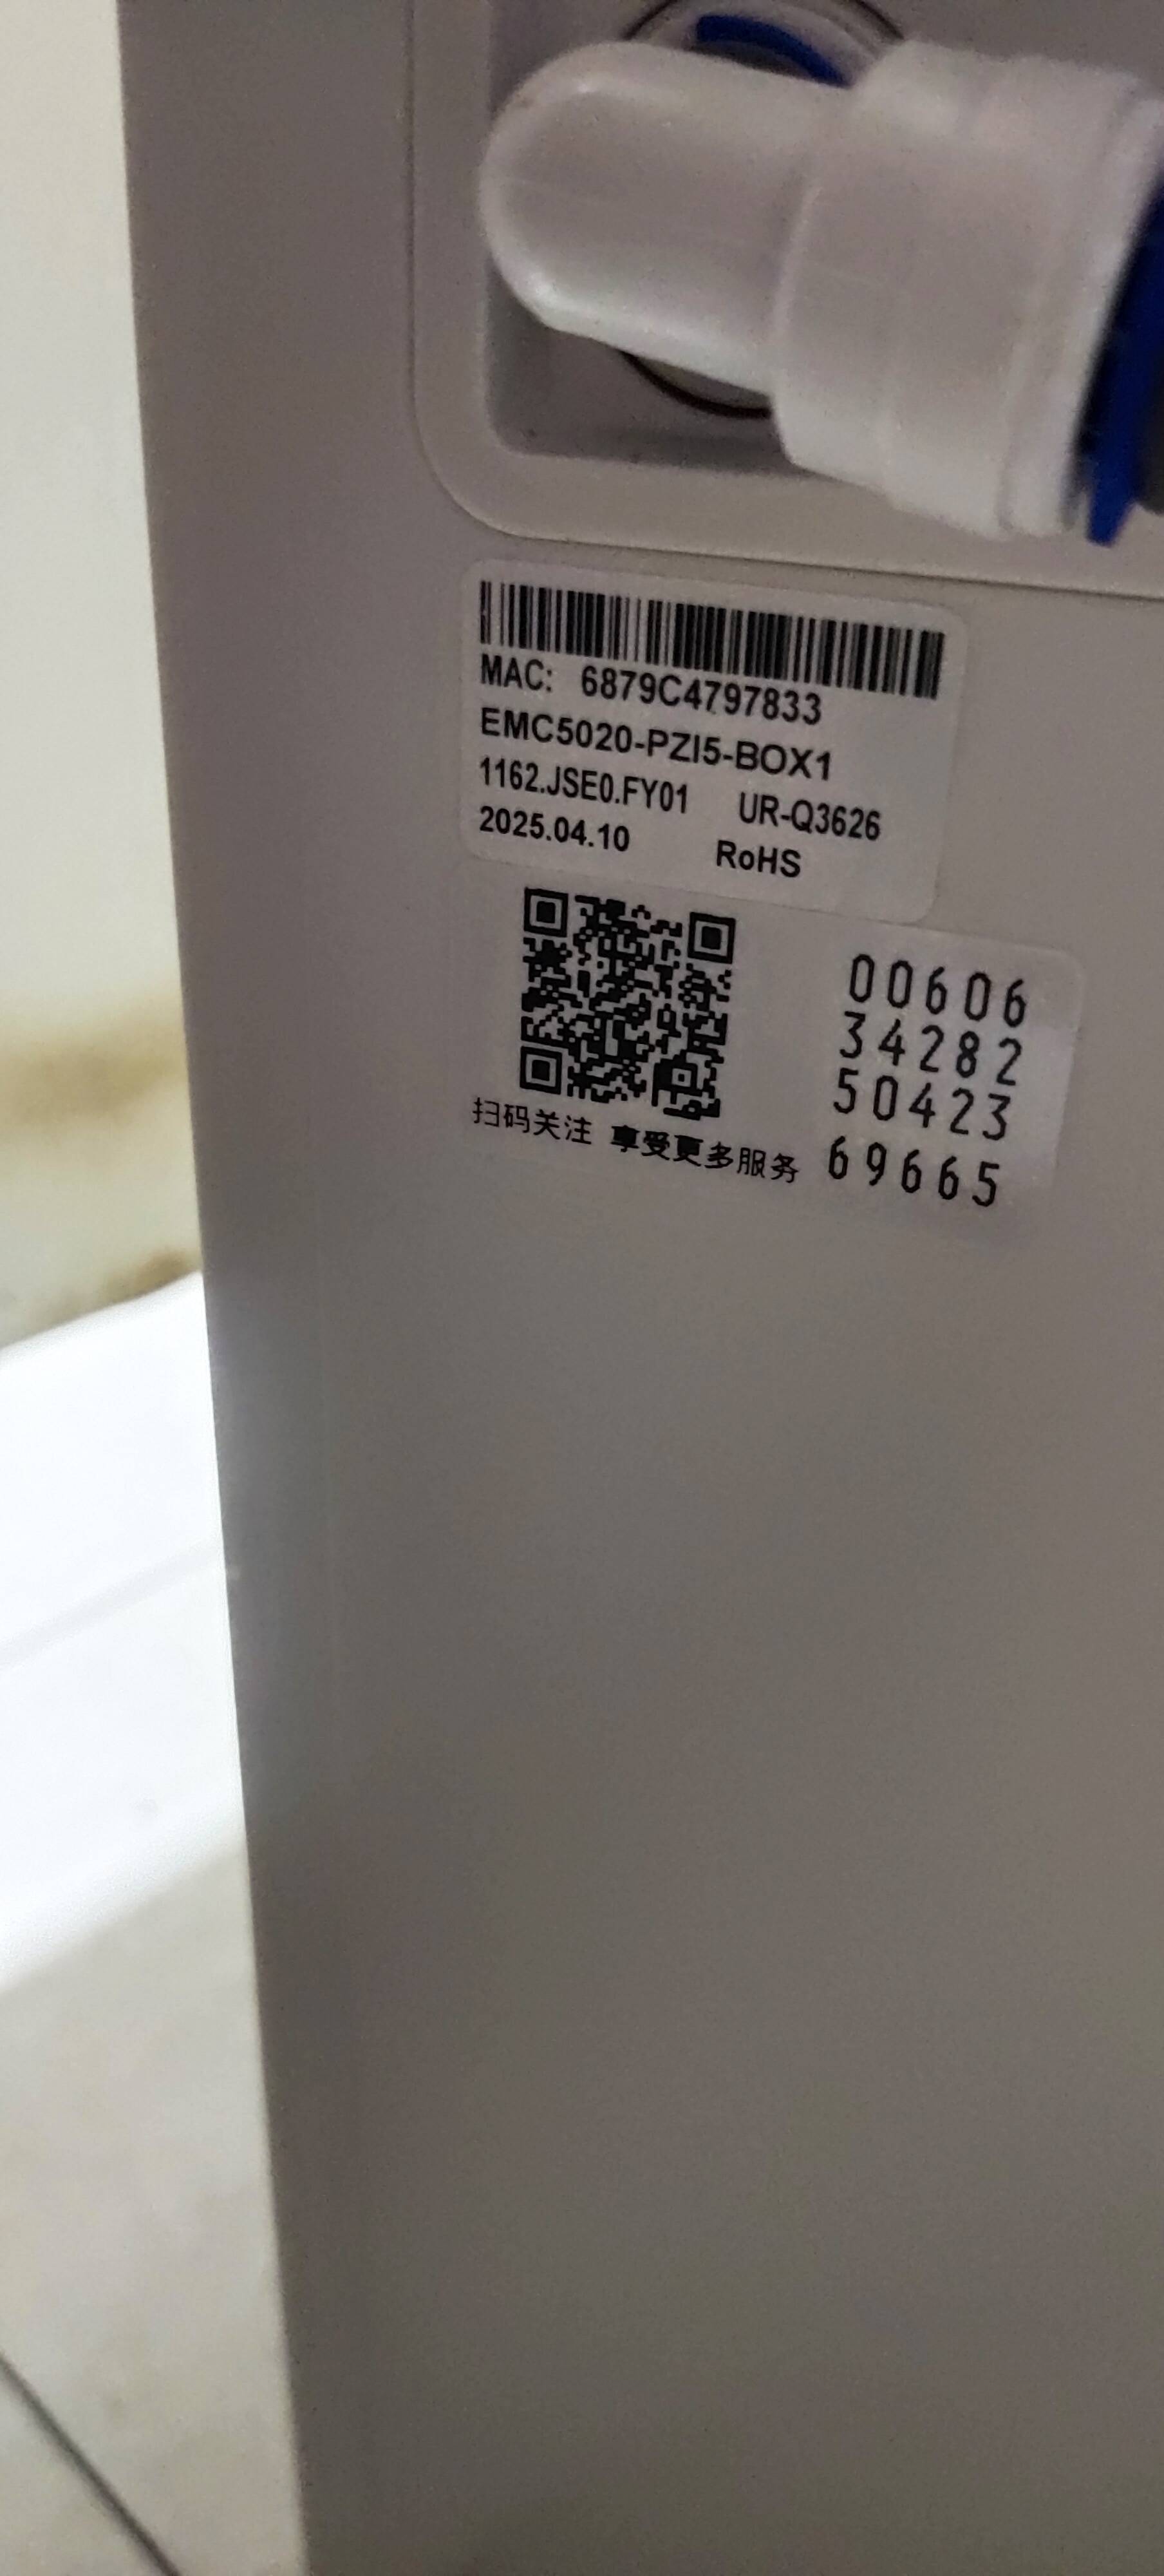 MAC: 6879C4797833
EMC5020-PZI5-BOX1
1162.JSE0.FY01 UR-Q3626
2025.04.10 RoHS
00606
34282
50423
69665
扫码关注 享受更多服务